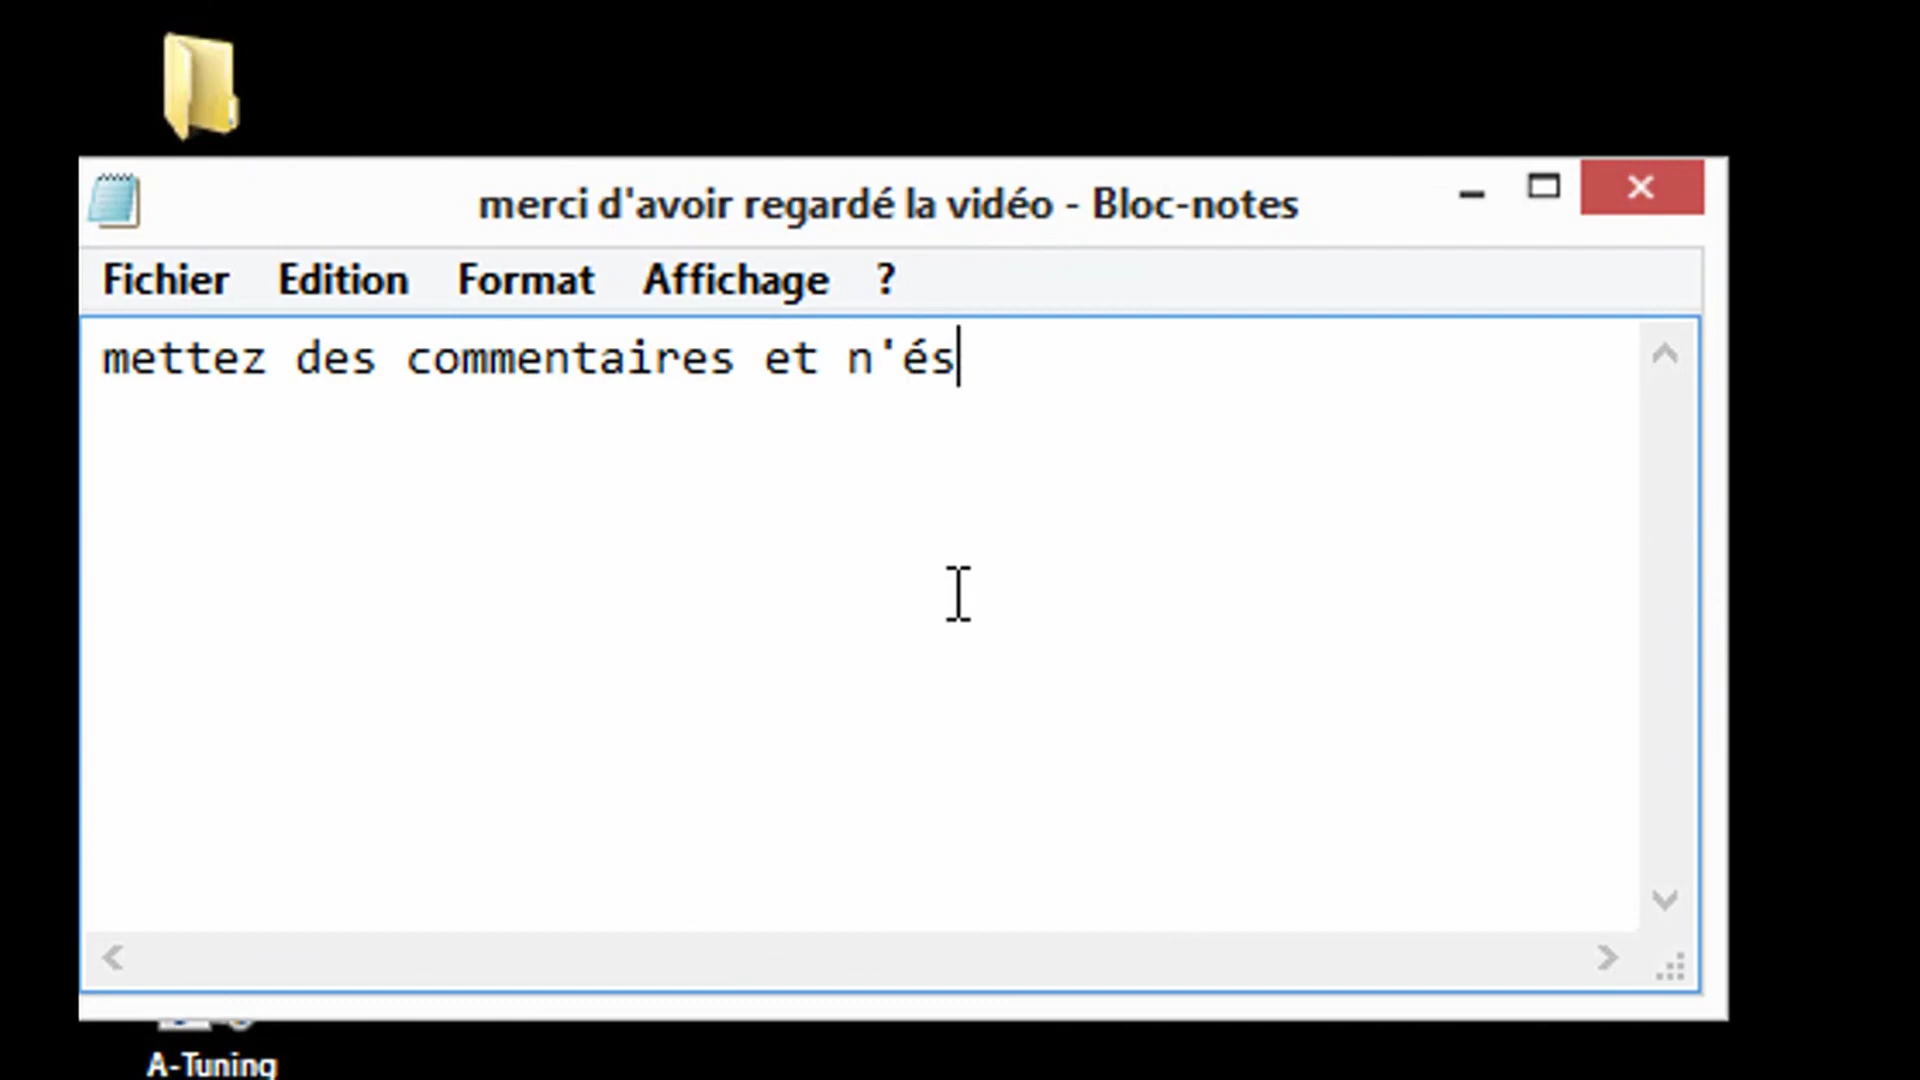 merci d'avoir regardé la vidéo - Bloc-notes
Fichier Edition Format Affichage ?
mettez des commentaires et n'és
A-Tuning